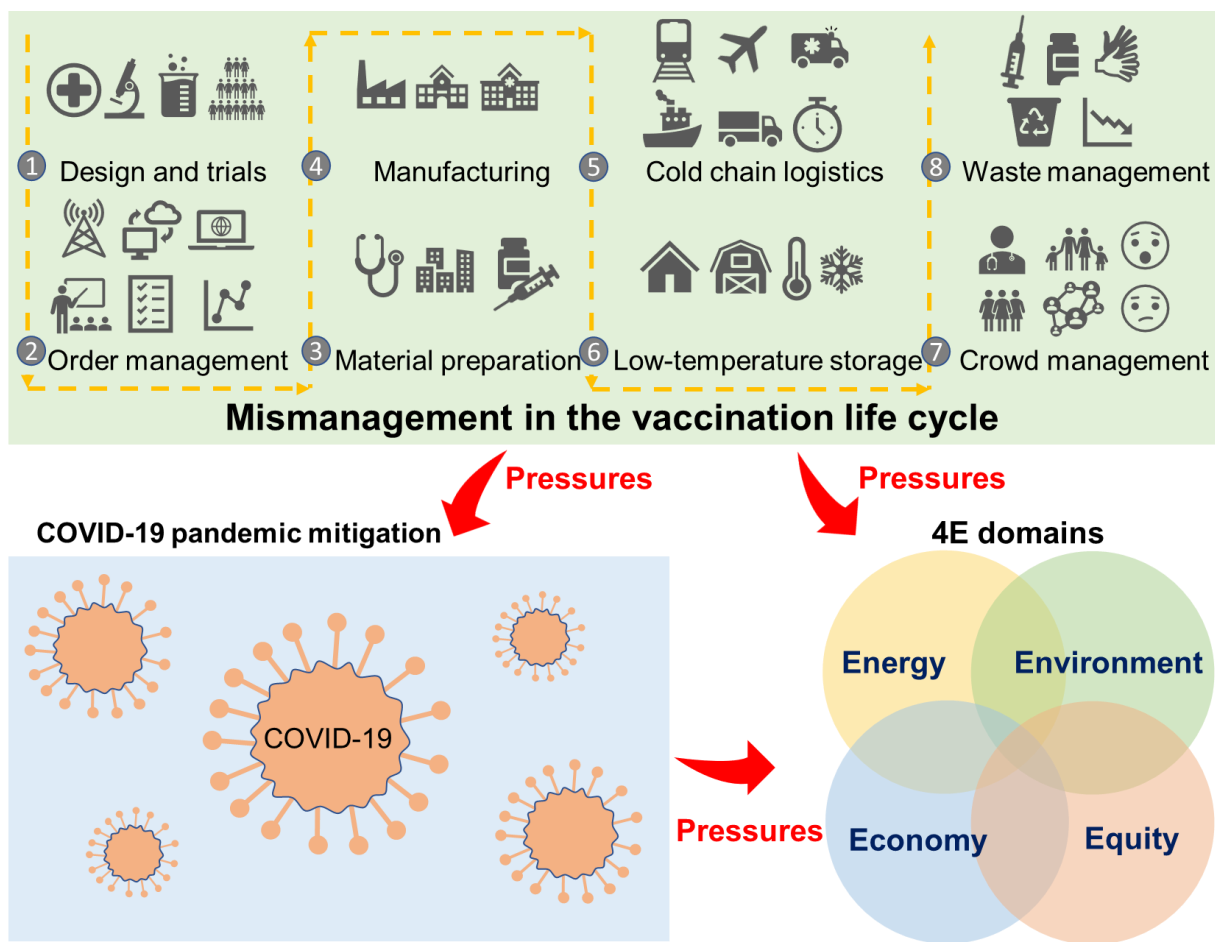 1 Design and trials
4 Manufacturing
5 Cold chain logistics
8 Waste management
2 Order management
3 Material preparation
6 Low-temperature storage
7 Crowd management
Mismanagement in the vaccination life cycle
Pressures
Pressures
COVID-19 pandemic mitigation
4E domains
COVID-19
Energy
Environment
Pressures
Economy
Equity